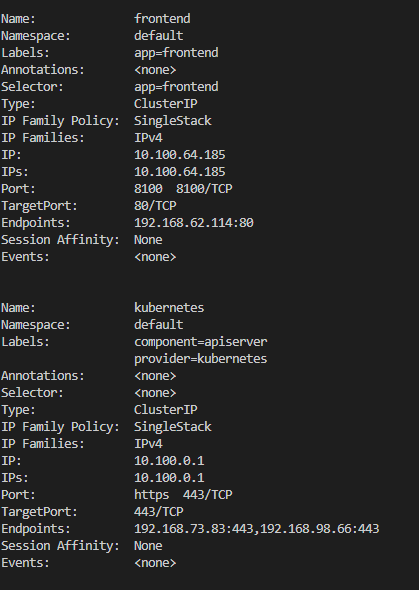 Name:              frontend
Namespace:         default
Labels:            app=frontend
Annotations:       <none>
Selector:          app=frontend
Type:              ClusterIP
IP Family Policy:  SingleStack
IP Families:       IPv4
IP:                10.100.64.185
IPs:               10.100.64.185
Port:              8100  8100/TCP
TargetPort:        80/TCP
Endpoints:         192.168.62.114:80
Session Affinity:  None
Events:            <none>
Name:              kubernetes
Namespace:         default
Labels:            component=apiserver
                   provider=kubernetes
Annotations:       <none>
Selector:          <none>
Type:              ClusterIP
IP Family Policy:  SingleStack
IP Families:       IPv4
IP:                10.100.0.1
IPs:               10.100.0.1
Port:              https  443/TCP
TargetPort:        443/TCP
Endpoints:         192.168.73.83:443,192.168.98.66:443
Session Affinity:  None
Events:            <none>